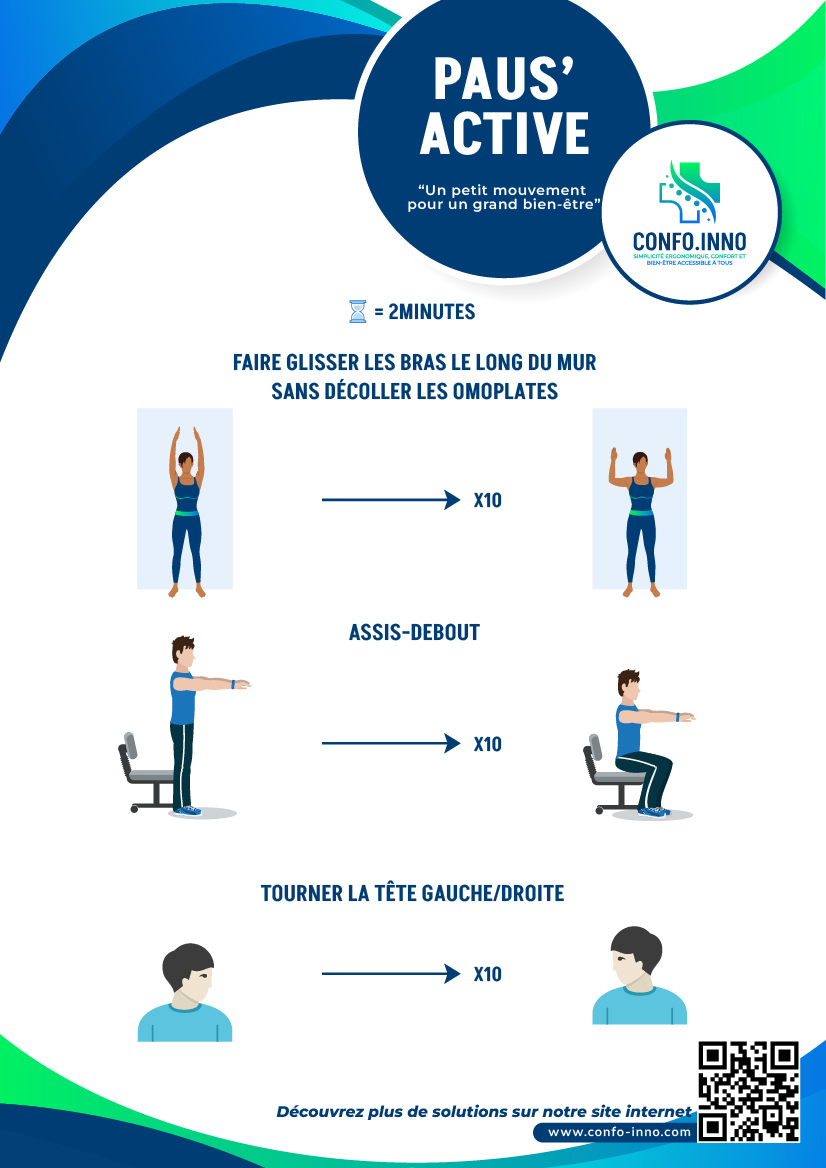 PAUS'
ACTIVE
“Un petit mouvement
pour un grand bien-être”
CONFO.INNO
SIMPLICITÉ ERGONOMIQUE, CONFORT ET
BIEN-ÊTRE ACCESSIBLE À TOUS
= 2MINUTES
FAIRE GLISSER LES BRAS LE LONG DU MUR
SANS DÉCOLLER LES OMOPLATES
X10
ASSIS-DEBOUT
X10
TOURNER LA TÊTE GAUCHE/DROITE
X10
Découvrez plus de solutions sur notre site internet
www.confo-inno.com